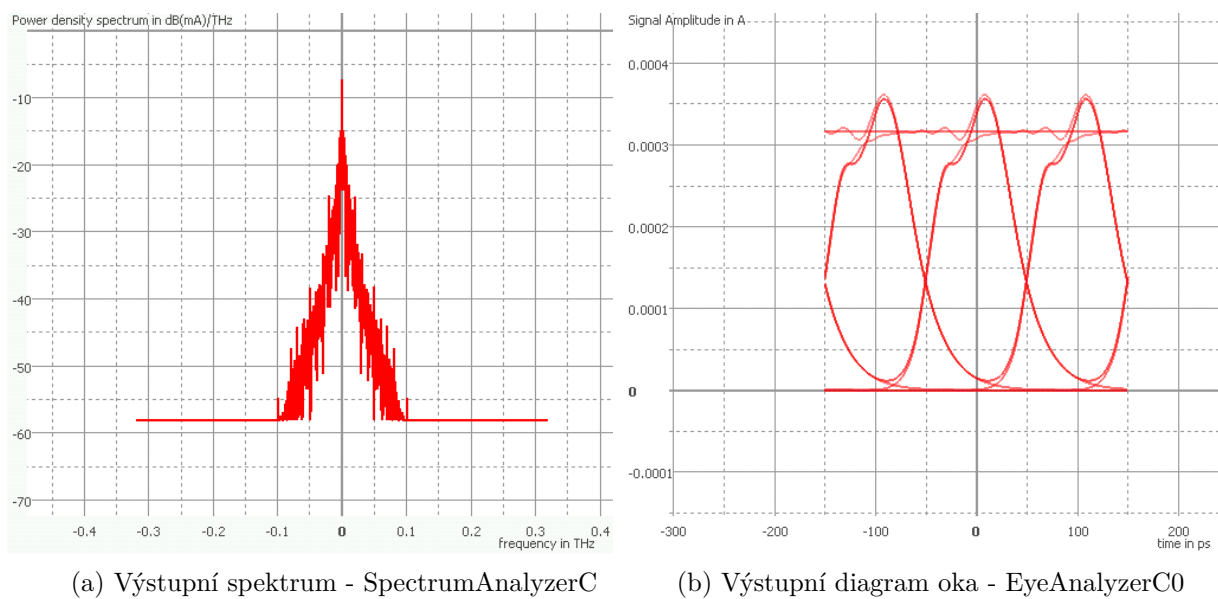 Power density spectrum in dB(mA)/THz
-10
-20
-30
-40
-50
-60
-70
-0.4 -0.3 -0.2 -0.1 0 0.1 0.2 0.3 0.4
frequency in THz
(a) Výstupní spektrum - SpectrumAnalyzerC
Signal Amplitude in A
0.0004
0.0003
0.0002
0.0001
0
-0.0001
-300 -100 0 100 200
time in ps
(b) Výstupní diagram oka - EyeAnalyzerC0